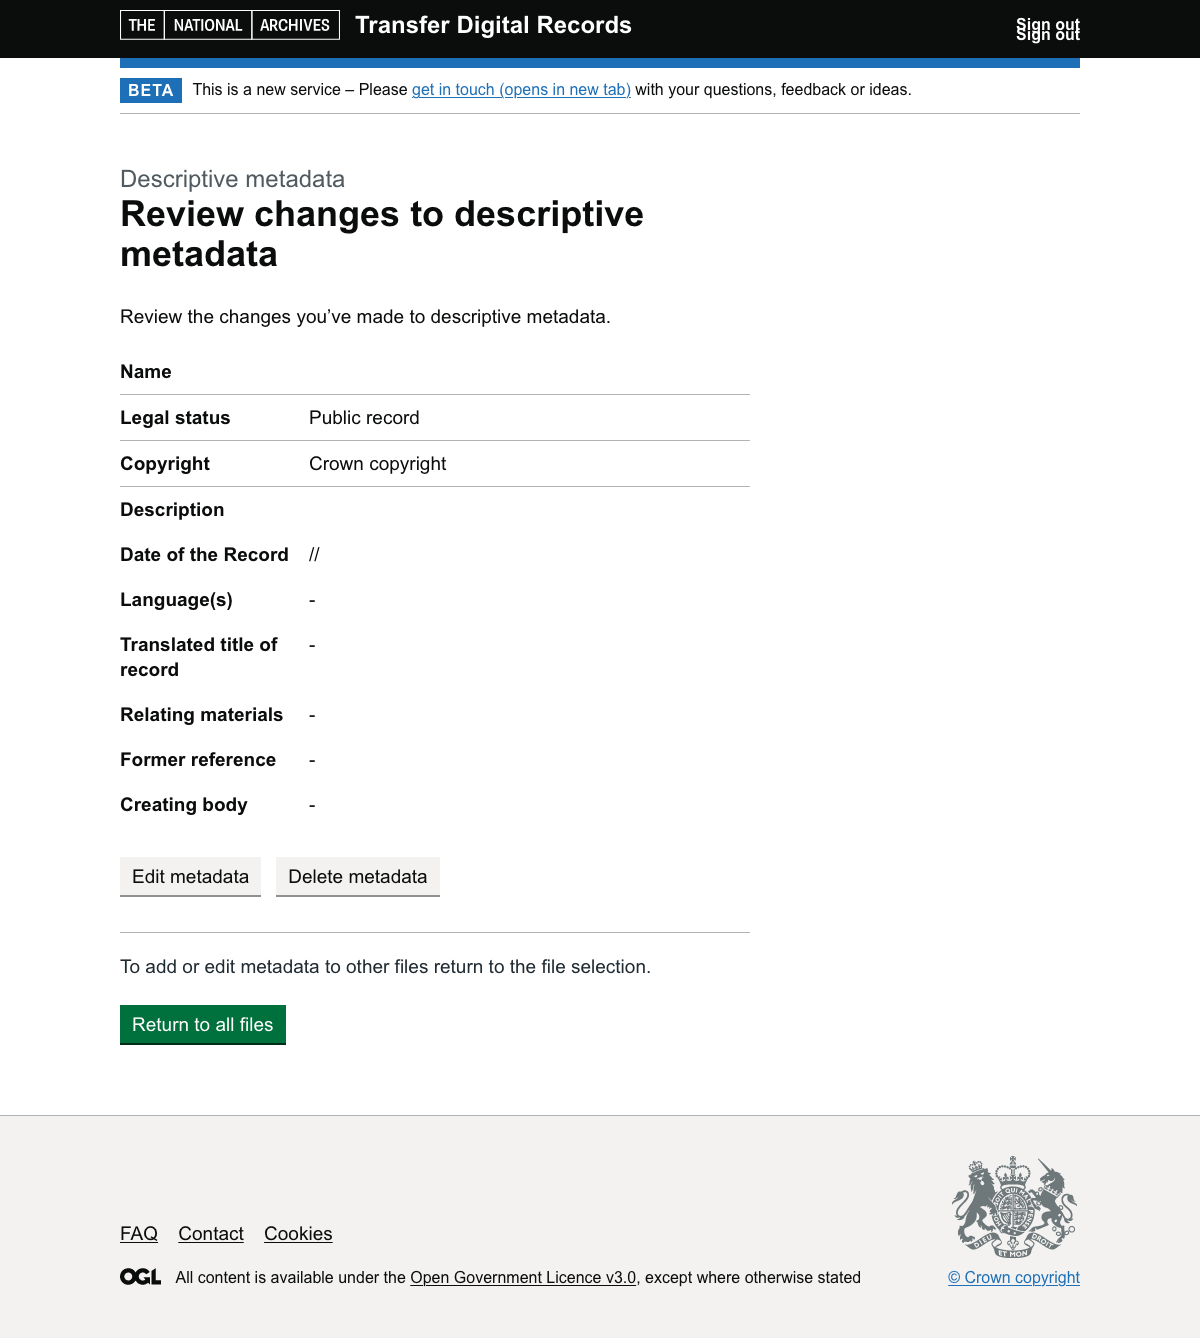 THE NATIONAL ARCHIVES Transfer Digital Records
Sign out
Sign out
BETA This is a new service – Please get in touch (opens in new tab) with your questions, feedback or ideas.
Descriptive metadata
Review changes to descriptive
metadata
Review the changes you’ve made to descriptive metadata.
Name
Legal status Public record
Copyright Crown copyright
Description
Date of the Record //
Language(s) -
Translated title of -
record
Relating materials -
Former reference -
Creating body -
Edit metadata Delete metadata
To add or edit metadata to other files return to the file selection.
Return to all files
FAQ Contact Cookies
DIEU ET MON DROIT
OGL All content is available under the Open Government Licence v3.0, except where otherwise stated
© Crown copyright